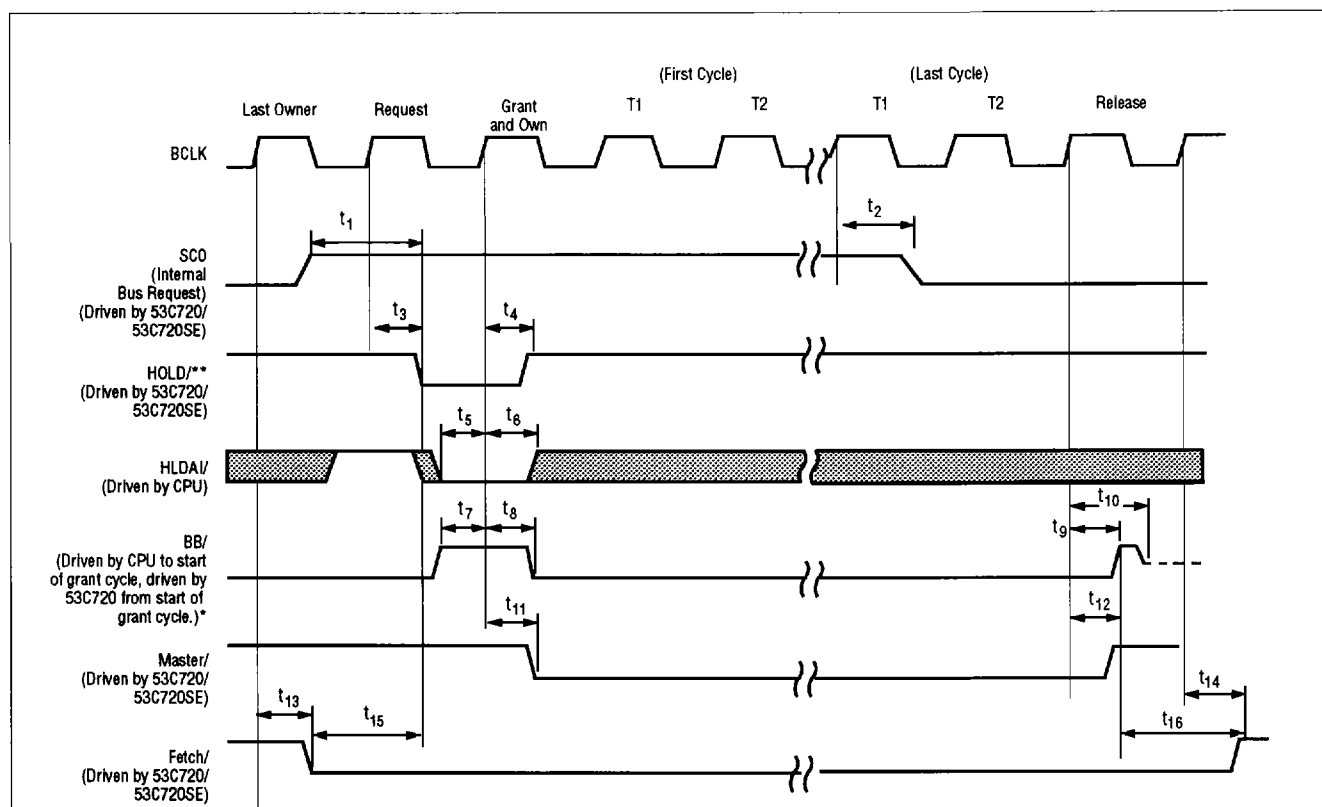 (First Cycle)
(Last Cycle)
Last Owner
Request
Grant
and Own
T1
T2
T1
T2
Release
BCLK
t1
t2
SC0
(Internal
Bus Request)
(Driven by 53C720/
53C720SE)
t3
t4
HOLD/**
(Driven by 53C720/
53C720SE)
t5
t6
HLDAI/
(Driven by CPU)
t10
t7
t8
t9
BB/
(Driven by CPU to start
of grant cycle, driven by
53C720 from start of
grant cycle.)*
t11
t12
Master/
(Driven by 53C720/
53C720SE)
t13
t15
t14
t16
Fetch/
(Driven by 53C720/
53C720SE)